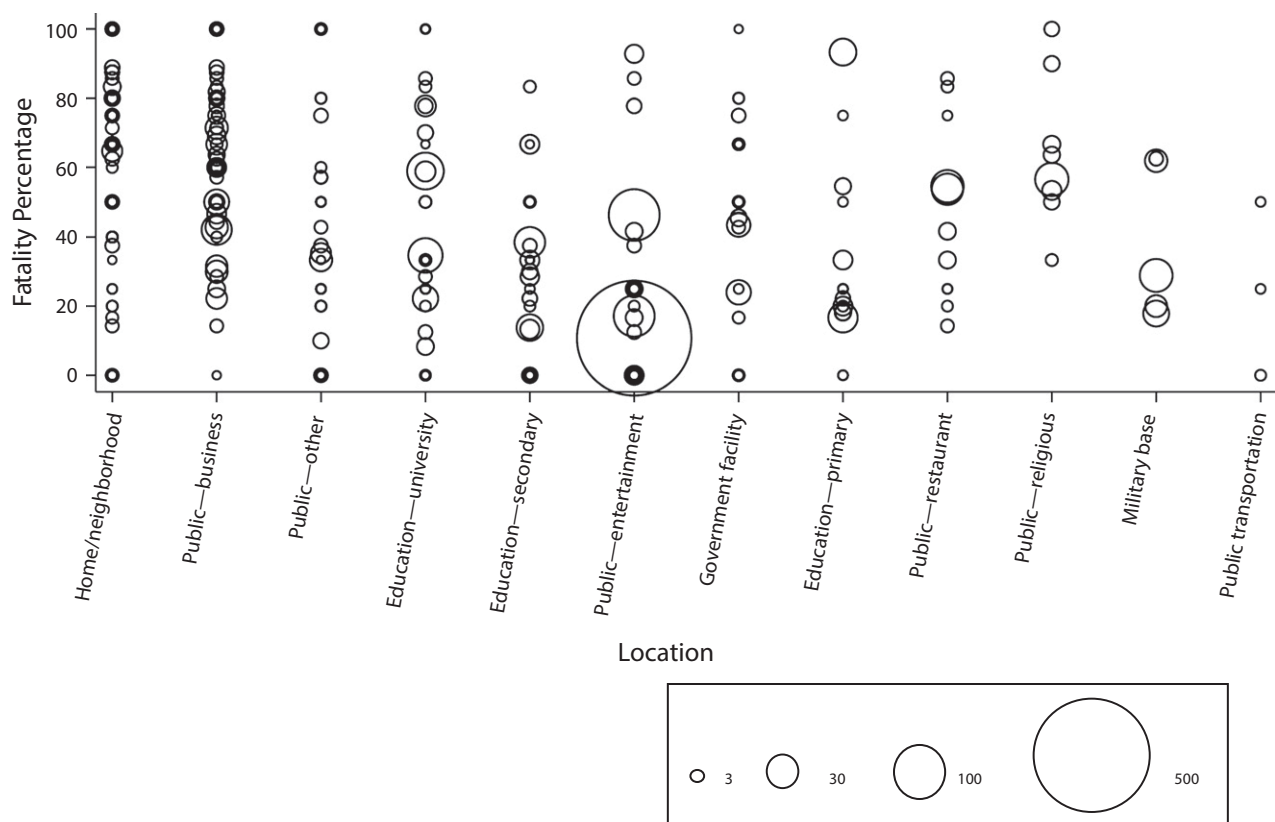 Fatality Percentage
100
80
60
40
20
0
Home/neighborhood
Public—business
Public—other
Education—university
Education—secondary
Public—entertainment
Government facility
Education—primary
Public—restaurant
Public—religious
Military base
Public transportation
Location
3
30
100
500